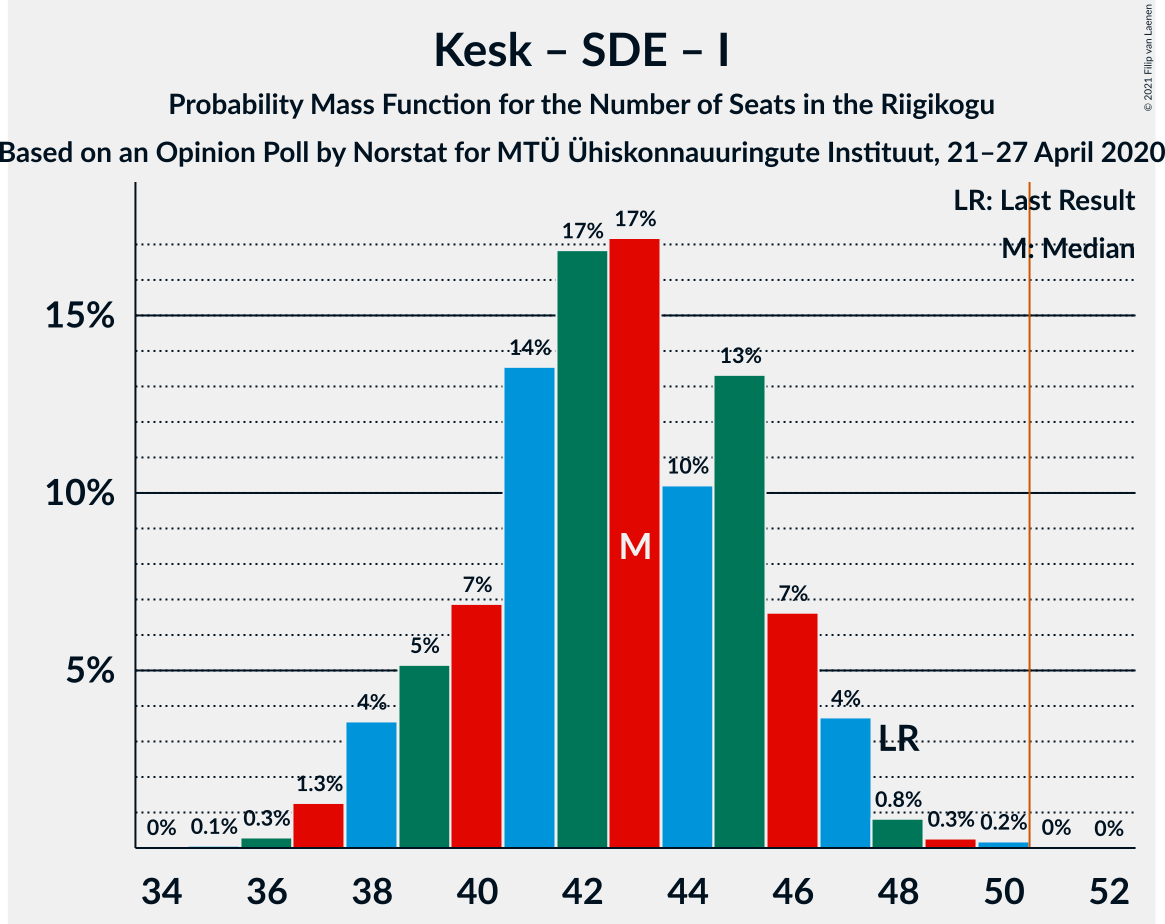 Kesk – SDE – I
Probability Mass Function for the Number of Seats in the Riigikogu
Based on an Opinion Poll by Norstat for MTÜ Ühiskonnauuringute Instituut, 21–27 April 2020
© 2021 Filip van Laenen
LR: Last Result
M: Median
15%
10%
5%
0%
0.1%
0.3%
1.3%
4%
5%
7%
14%
17%
17%
10%
13%
7%
4%
0.8%
0.3%
0.2%
0%
0%
M
LR
34 36 38 40 42 44 46 48 50 52